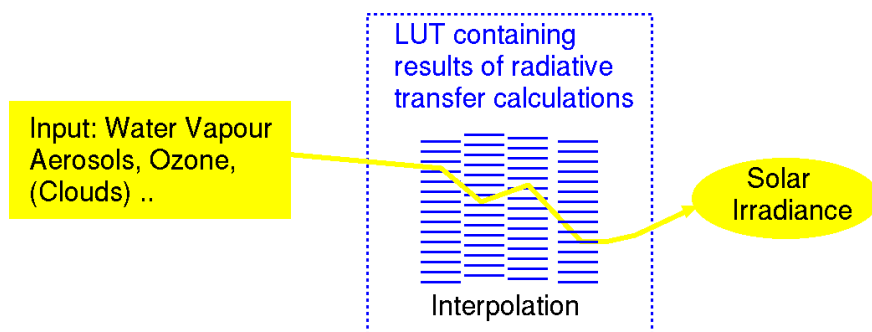 LUT containing
results of radiative
transfer calculations
Input: Water Vapour
Aerosols, Ozone,
(Clouds) ..
Solar
Irradiance
Interpolation